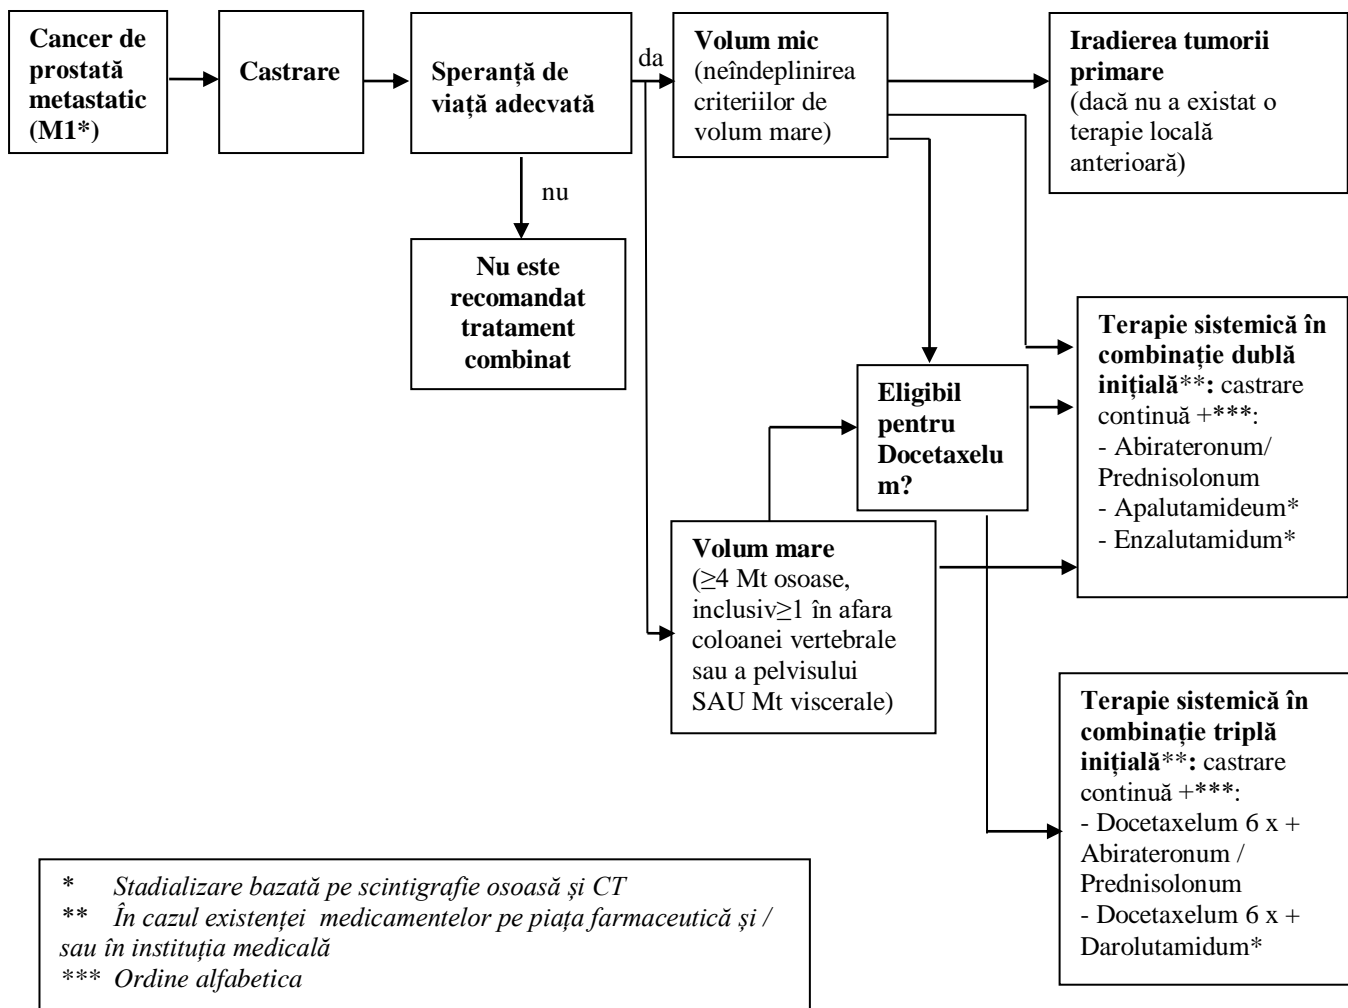 Cancer de
prostată
metastatic
(M1*)
Castrare
Speranță de
viață adecvată
da
nu
Nu este
recomandat
tratament
combinat
Volum mic
(neîndeplinirea
criteriilor de
volum mare)
Iradierea tumorii
primare
(dacă nu a existat o
terapie locală
anterioară)
Eligibil
pentru
Docetaxelu
m?
Volum mare
(≥4 Mt osoase,
inclusiv≥1 în afara
coloanei vertebrale
sau a pelvisului
SAU Mt viscerale)
Terapie sistemică în
combinație dublă
inițială**: castrare
continuă +***:
- Abirateronum/
Prednisolonum
- Apalutamideum*
- Enzalutamidum*
Terapie sistemică în
combinație triplă
inițială**: castrare
continuă +***:
- Docetaxelum 6 x +
Abirateronum /
Prednisolonum
- Docetaxelum 6 x +
Darolutamidum*
* Stadializare bazată pe scintigrafie osoasă și CT
** În cazul existenței medicamentelor pe piața farmaceutică și /
sau în instituția medicală
*** Ordine alfabetica